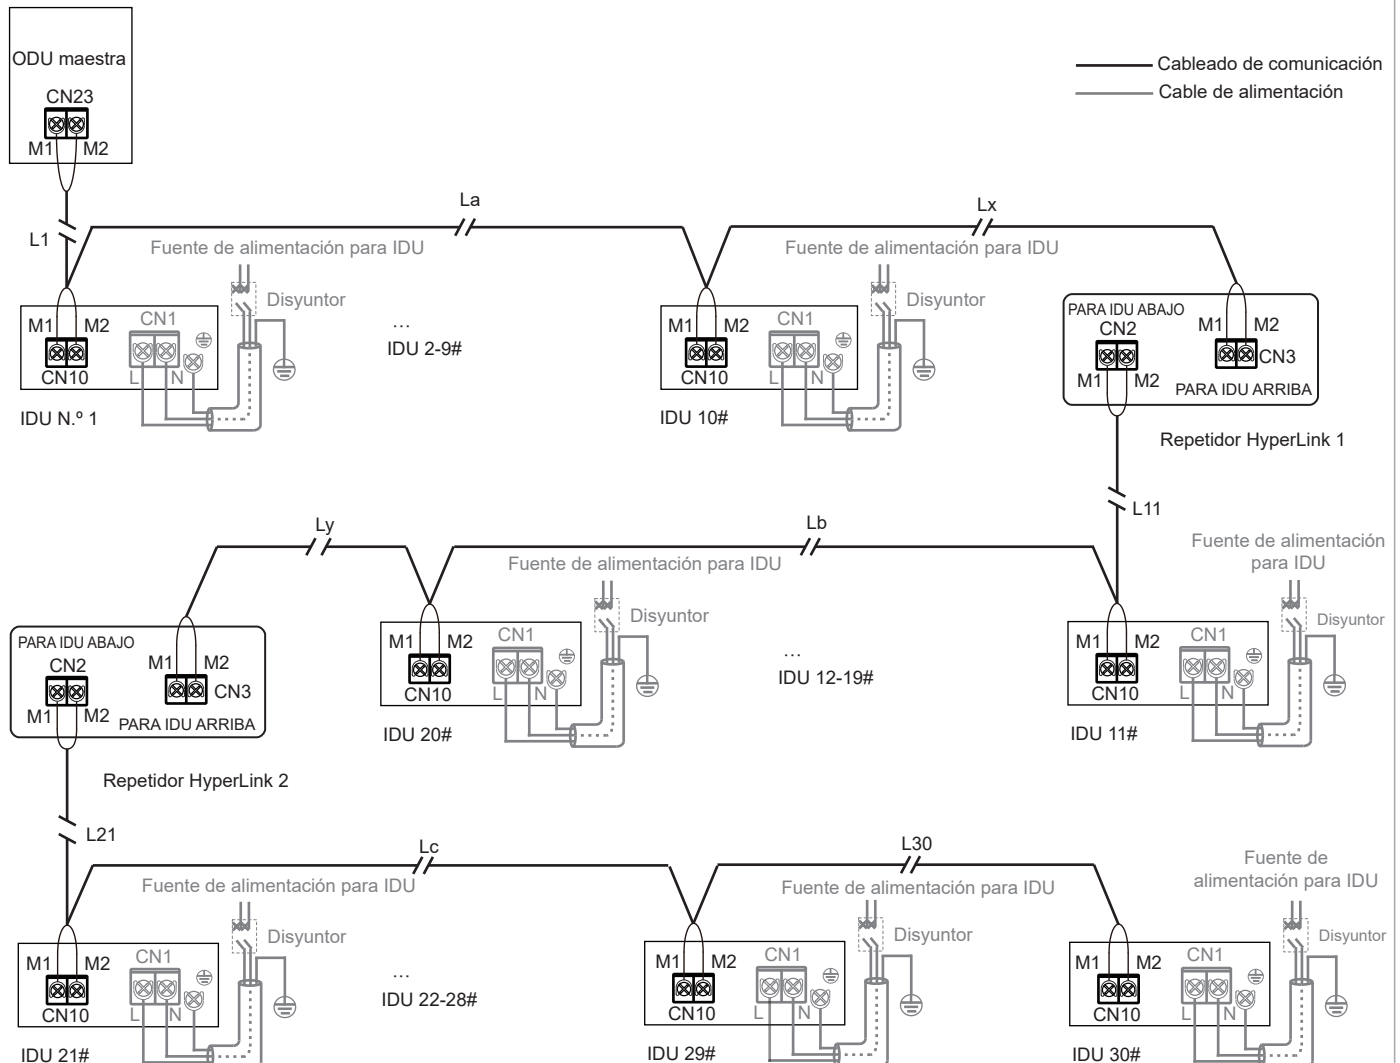 ODU maestra
CN23
M1 M2
Cableado de comunicación
Cable de alimentación
L1
La
Lx
Fuente de alimentación para IDU
Disyuntor
M1 M2
CN1
CN10
L N
IDU N.º 1
...
IDU 2-9#
Fuente de alimentación para IDU
Disyuntor
M1 M2
CN1
CN10
L N
IDU 10#
PARA IDU ABAJO
CN2
M1 M2
M1 M2
CN3
PARA IDU ARRIBA
Repetidor HyperLink 1
L11
Ly
Lb
Fuente de alimentación
para IDU
Disyuntor
M1 M2
CN1
CN10
L N
IDU 11#
...
IDU 12-19#
Fuente de alimentación para IDU
Disyuntor
M1 M2
CN1
CN10
L N
IDU 20#
PARA IDU ABAJO
CN2
M1 M2
M1 M2
CN3
PARA IDU ARRIBA
Repetidor HyperLink 2
L21
Lc
L30
Fuente de alimentación para IDU
Disyuntor
M1 M2
CN1
CN10
L N
IDU 21#
...
IDU 22-28#
Fuente de alimentación para IDU
Disyuntor
M1 M2
CN1
CN10
L N
IDU 29#
Fuente de
alimentación para IDU
Disyuntor
M1 M2
CN1
CN10
L N
IDU 30#